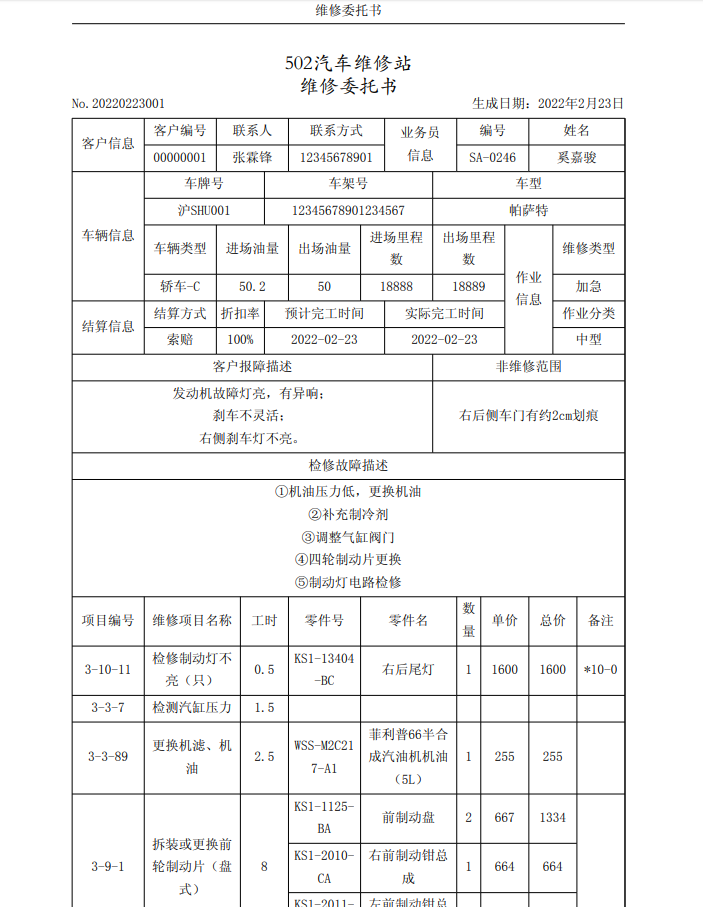 维修委托书
502汽车维修站
维修委托书
No.20220223001 生成日期：2022年2月23日
客户信息 客户编号 联系人 联系方式 业务员信息 编号 姓名
00000001 张霖锋 12345678901 SA-0246 奚嘉骏
车辆信息 车牌号 车架号 车型
沪SHU001 12345678901234567 帕萨特
车辆类型 进场油量 出场油量 进场里程数 出场里程数 作业信息 维修类型
轿车-C 50.2 50 18888 18889 加急
结算信息 结算方式 折扣率 预计完工时间 实际完工时间 作业分类
索赔 100% 2022-02-23 2022-02-23 中型
客户报障描述 非维修范围
发动机故障灯亮，有异响；
刹车不灵活；
右侧刹车灯不亮。
右后侧车门有约2cm划痕
检修故障描述
①机油压力低，更换机油
②补充制冷剂
③调整气缸阀门
④四轮制动片更换
⑤制动灯电路检修
项目编号 维修项目名称 工时 零件号 零件名 数量 单价 总价 备注
3-10-11 检修制动灯不亮（只） 0.5 KS1-13404-BC 右后尾灯 1 1600 1600 *10-0
3-3-7 检测汽缸压力 1.5
3-3-89 更换机滤、机油 2.5 WSS-M2C217-A1 菲利普66半合成汽油机机油（5L） 1 255 255
3-9-1 拆装或更换前轮制动片（盘式） 8 KS1-1125-BA 前制动盘 2 667 1334
KS1-2010-CA 右前制动钳总成 1 664 664
KS1-2011- 左前制动钳总